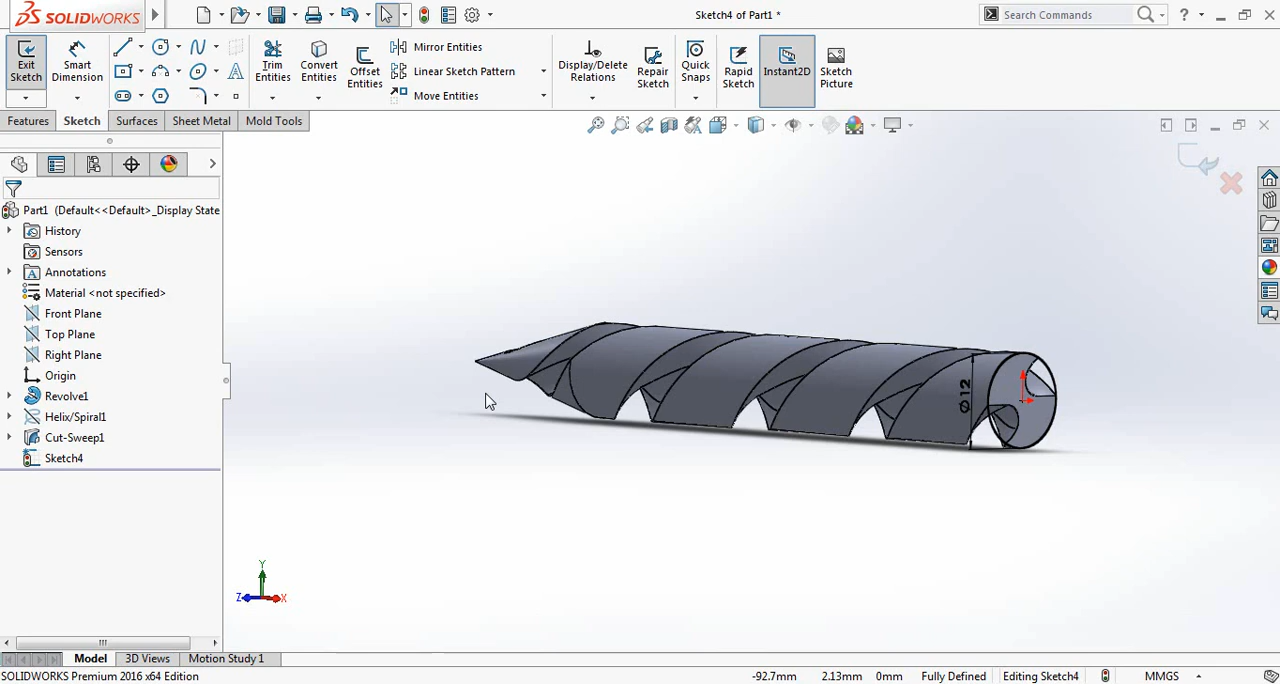 SOLIDWORKS
Sketch4 of Part1 *
Search Commands
?
Exit
Sketch
Smart
Dimension
Trim
Entities
Convert
Entities
Offset
Entities
Mirror Entities
Linear Sketch Pattern
Move Entities
Display/Delete
Relations
Repair
Sketch
Quick
Snaps
Rapid
Sketch
Instant2D
Sketch
Picture
Features
Sketch
Surfaces
Sheet Metal
Mold Tools
Part1 (Default<<Default>_Display State
History
Sensors
Annotations
Material <not specified>
Front Plane
Top Plane
Right Plane
Origin
Revolve1
Helix/Spiral1
Cut-Sweep1
Sketch4
Ø12
Y
Z
X
Model
3D Views
Motion Study 1
SOLIDWORKS Premium 2016 x64 Edition
-92.7mm
2.13mm
0mm
Fully Defined
Editing Sketch4
MMGS